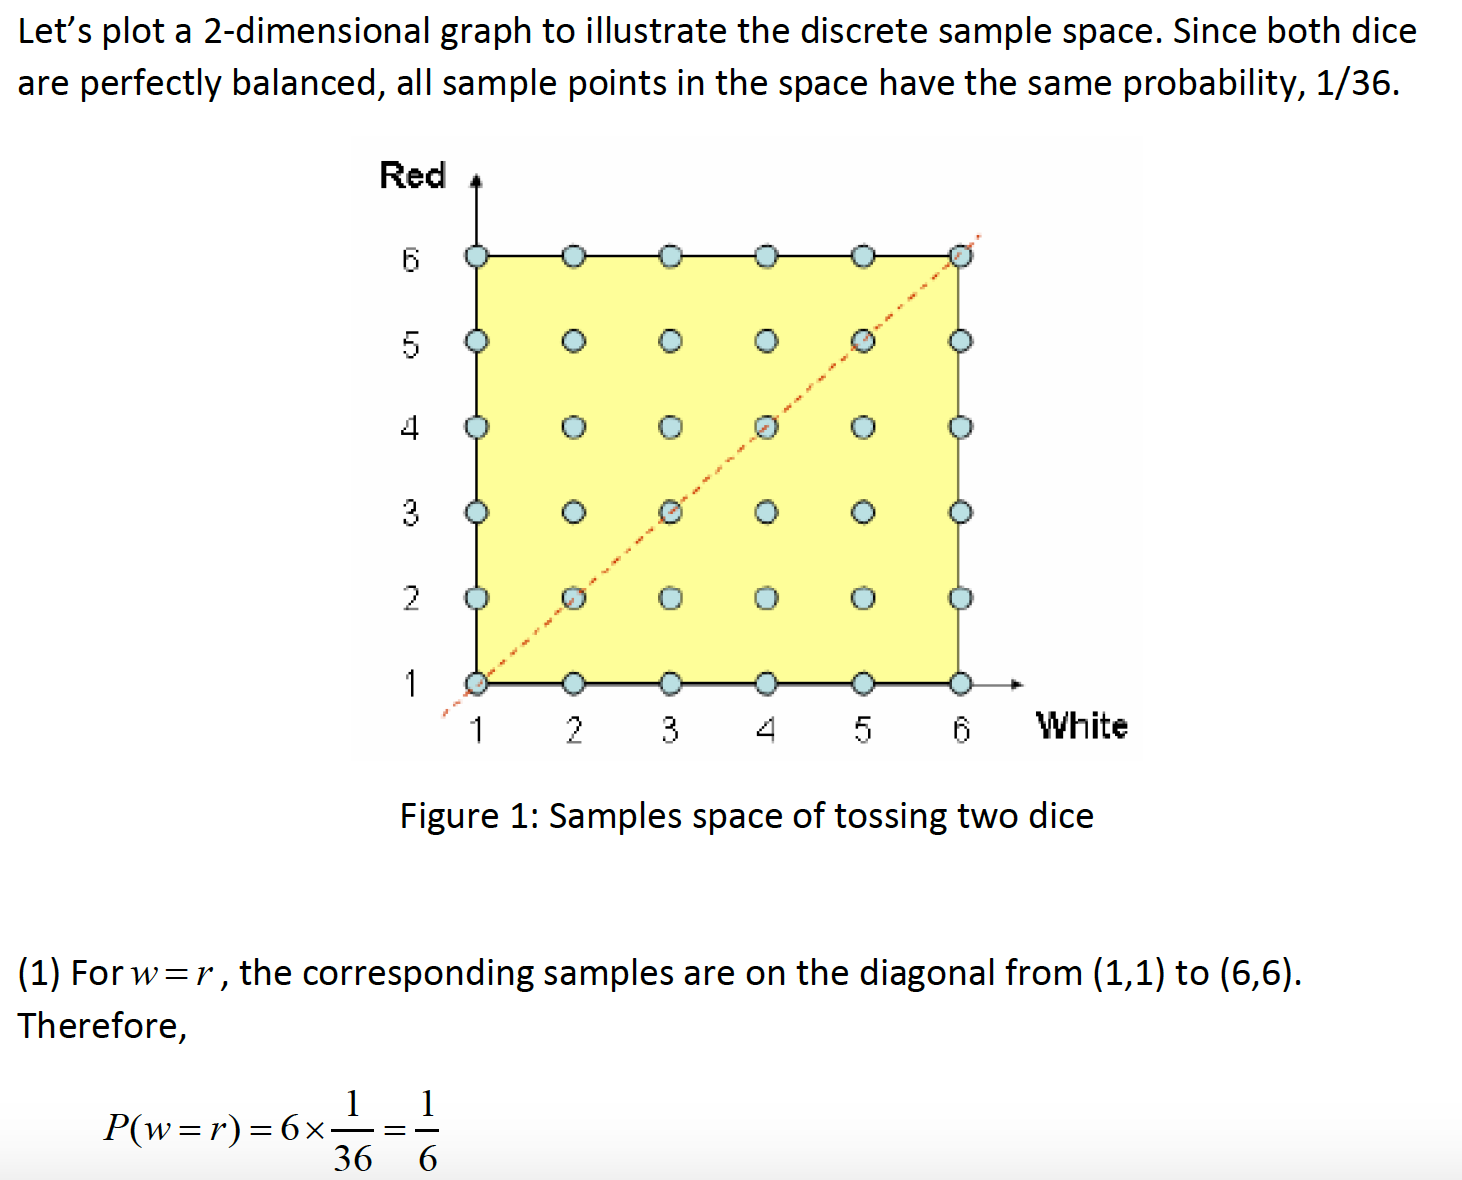 Let’s plot a 2-dimensional graph to illustrate the discrete sample space. Since both dice
are perfectly balanced, all sample points in the space have the same probability, 1/36.
Red
6
5
4
3
2
1
1 2 3 4 5 6 White
Figure 1: Samples space of tossing two dice
(1) For w = r, the corresponding samples are on the diagonal from (1,1) to (6,6).
Therefore,
P(w = r) = 6 × 1/36 = 1/6